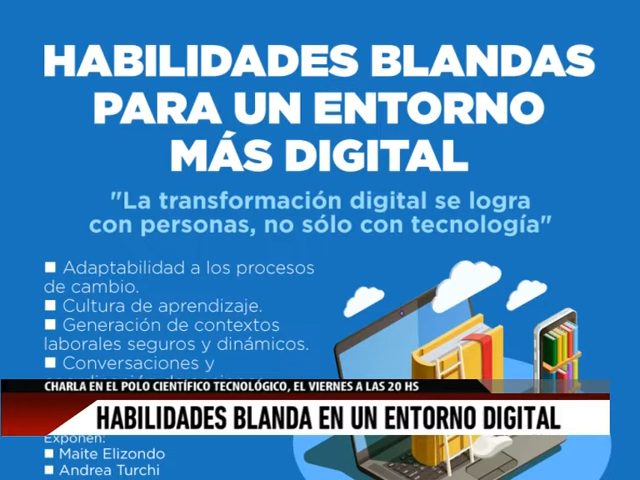 HABILIDADES BLANDAS
PARA UN ENTORNO
MÁS DIGITAL
"La transformación digital se logra
con personas, no sólo con tecnología"
Adaptabilidad a los procesos
de cambio.
Cultura de aprendizaje.
Generación de contextos
laborales seguros y dinámicos.
Conversaciones y
CHARLA EN EL POLO CIENTÍFICO TECNOLÓGICO, EL VIERNES A LAS 20 HS
HABILIDADES BLANDA EN UN ENTORNO DIGITAL
Exponen:
Maite Elizondo
Andrea Turchi